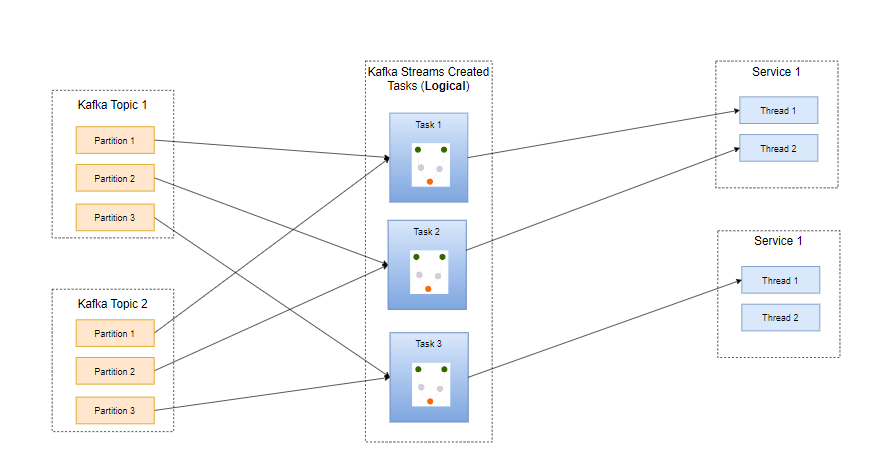 Kafka Topic 1
Partition 1
Partition 2
Partition 3
Kafka Topic 2
Partition 1
Partition 2
Partition 3
Kafka Streams Created
Tasks (Logical)
Task 1
Task 2
Task 3
Service 1
Thread 1
Thread 2
Service 1
Thread 1
Thread 2